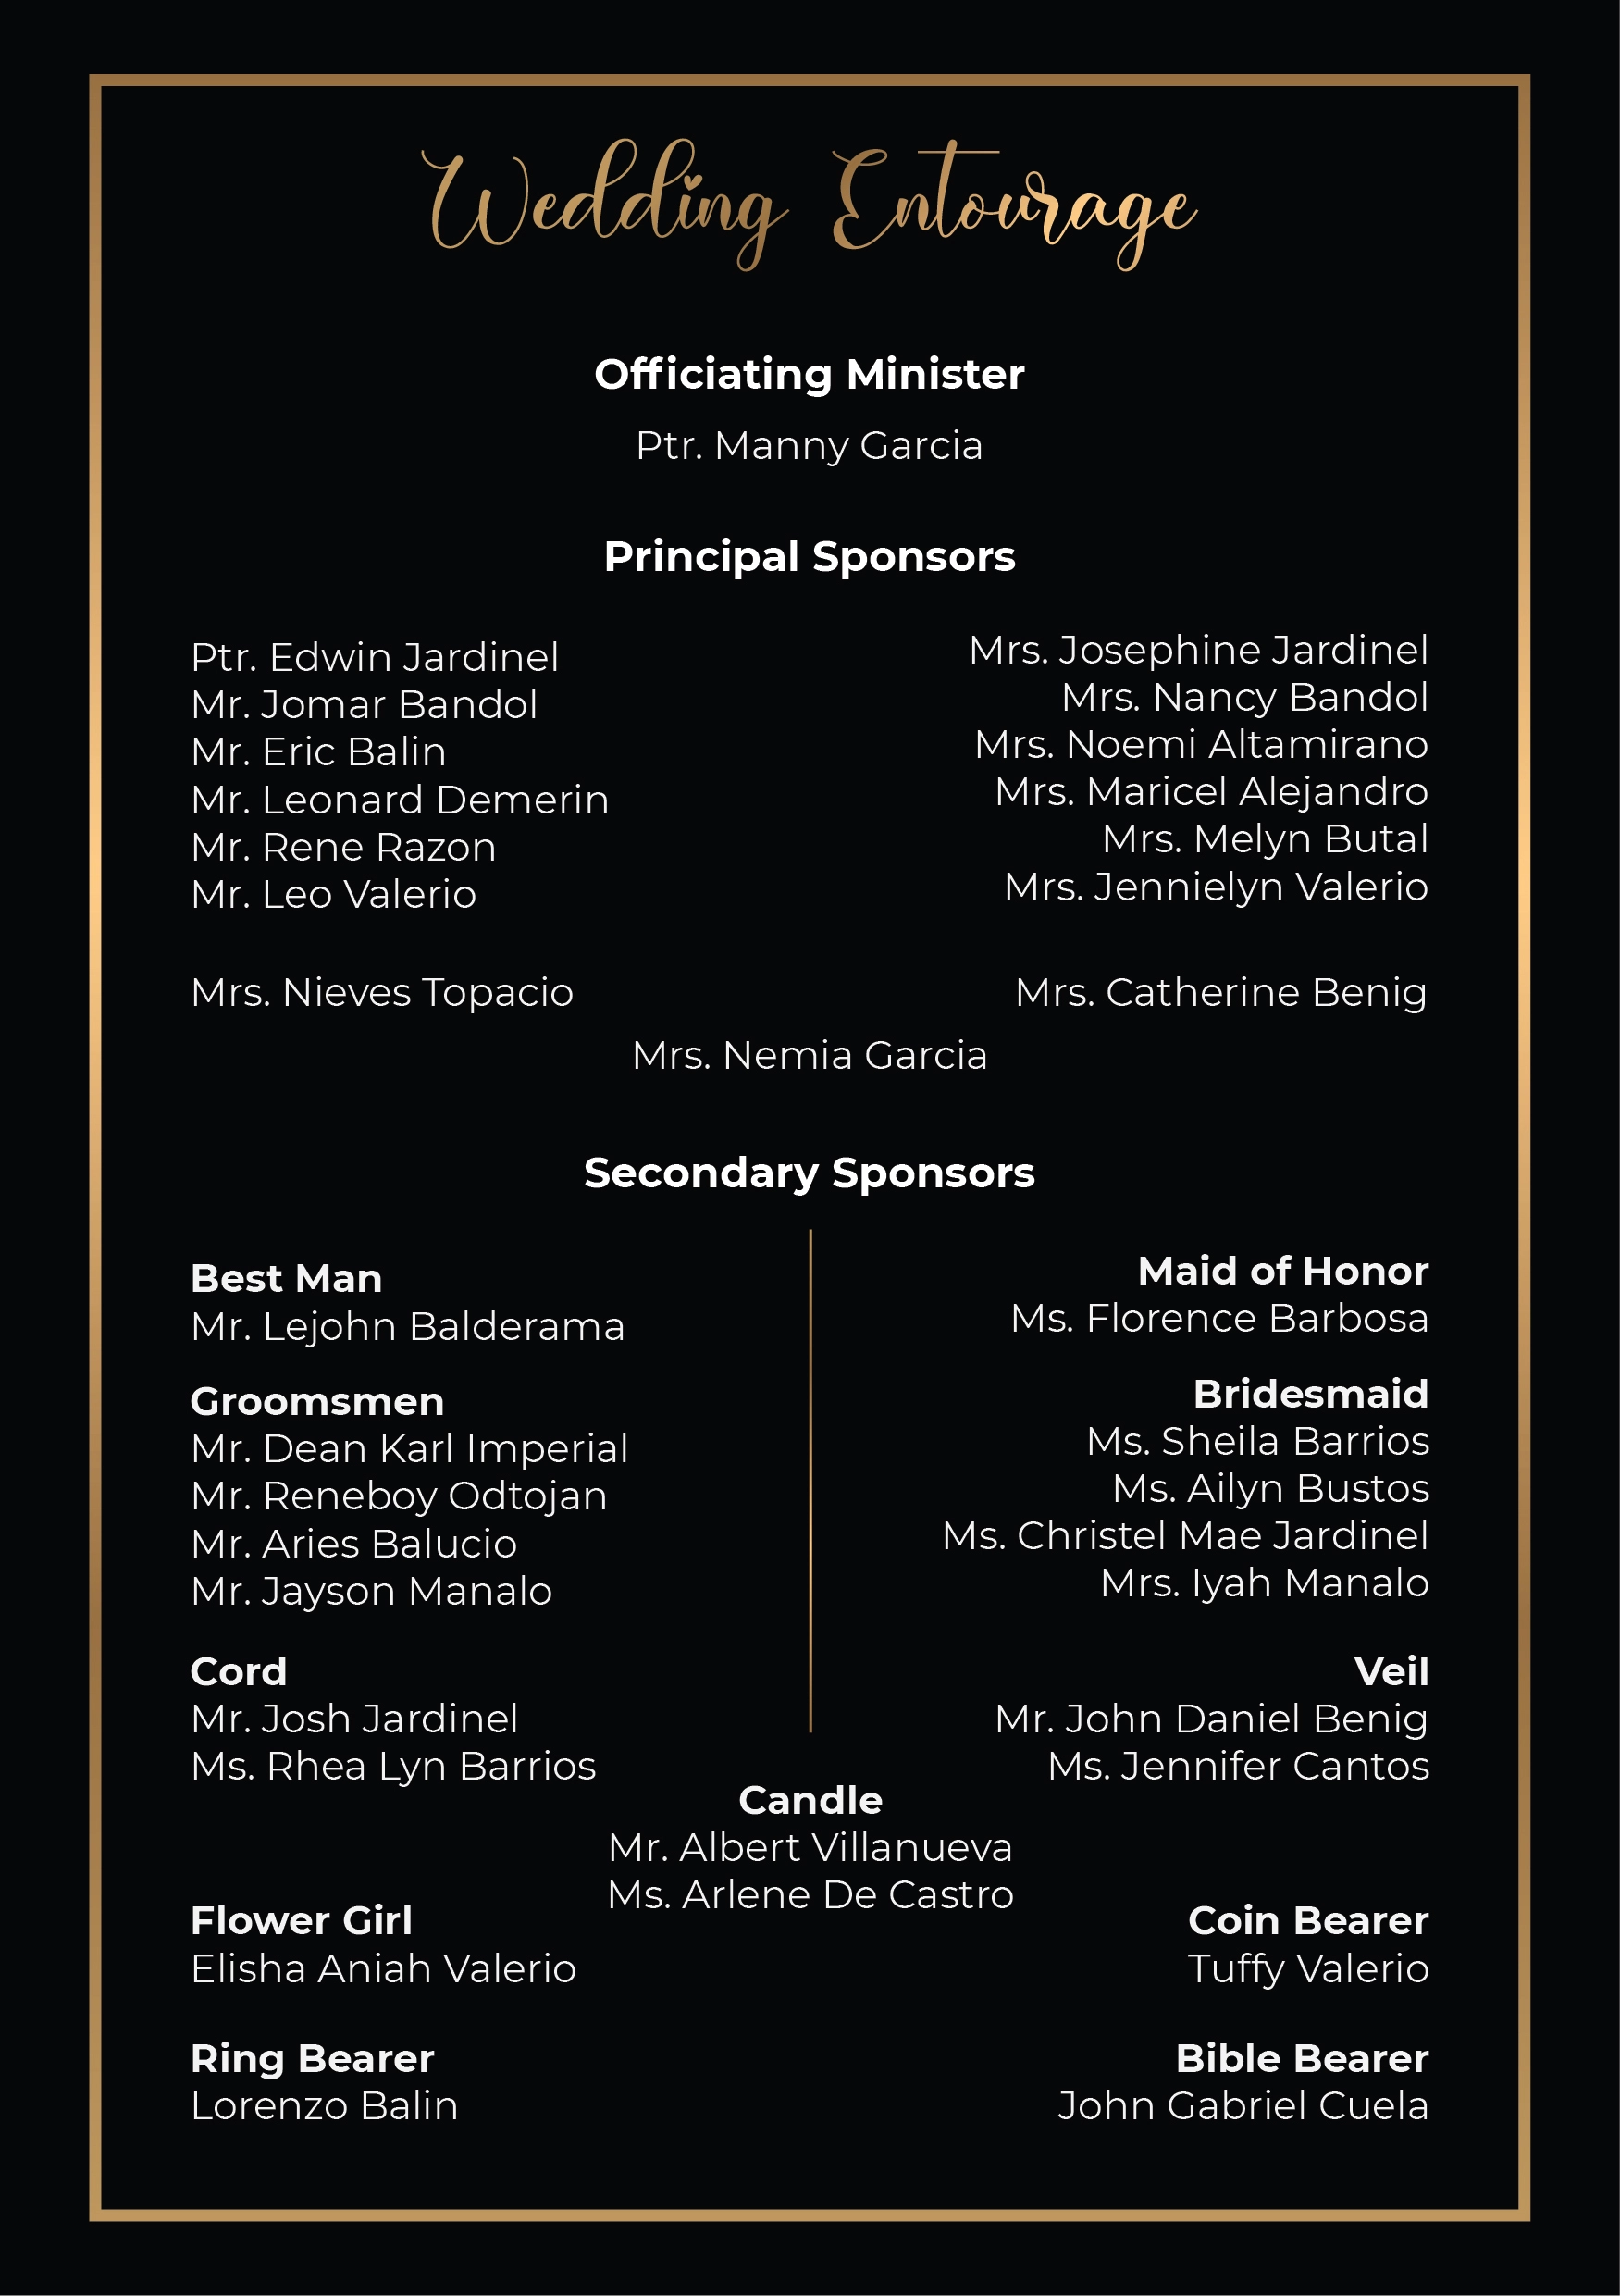 Wedding Entourage
Officiating Minister
Ptr. Manny Garcia
Principal Sponsors
Ptr. Edwin Jardinel
Mr. Jomar Bandol
Mr. Eric Balin
Mr. Leonard Demerin
Mr. Rene Razon
Mr. Leo Valerio
Mrs. Josephine Jardinel
Mrs. Nancy Bandol
Mrs. Noemi Altamirano
Mrs. Maricel Alejandro
Mrs. Melyn Butal
Mrs. Jennielyn Valerio
Mrs. Nieves Topacio
Mrs. Catherine Benig
Mrs. Nemia Garcia
Secondary Sponsors
Best Man
Mr. Lejohn Balderama
Groomsmen
Mr. Dean Karl Imperial
Mr. Reneboy Odtojan
Mr. Aries Balucio
Mr. Jayson Manalo
Cord
Mr. Josh Jardinel
Ms. Rhea Lyn Barrios
Maid of Honor
Ms. Florence Barbosa
Bridesmaid
Ms. Sheila Barrios
Ms. Ailyn Bustos
Ms. Christel Mae Jardinel
Mrs. Iyah Manalo
Veil
Mr. John Daniel Benig
Ms. Jennifer Cantos
Candle
Mr. Albert Villanueva
Ms. Arlene De Castro
Flower Girl
Elisha Aniah Valerio
Coin Bearer
Tuffy Valerio
Ring Bearer
Lorenzo Balin
Bible Bearer
John Gabriel Cuela